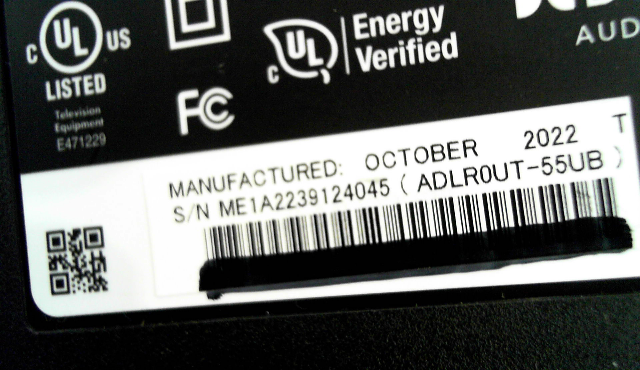 C UL US
LISTED
Television
Equipment
E471229
FC
C UL
Energy
Verified
AUD
MANUFACTURED: OCTOBER 2022 T
S/N ME1A2239124045 ( ADLR0UT-55UB )